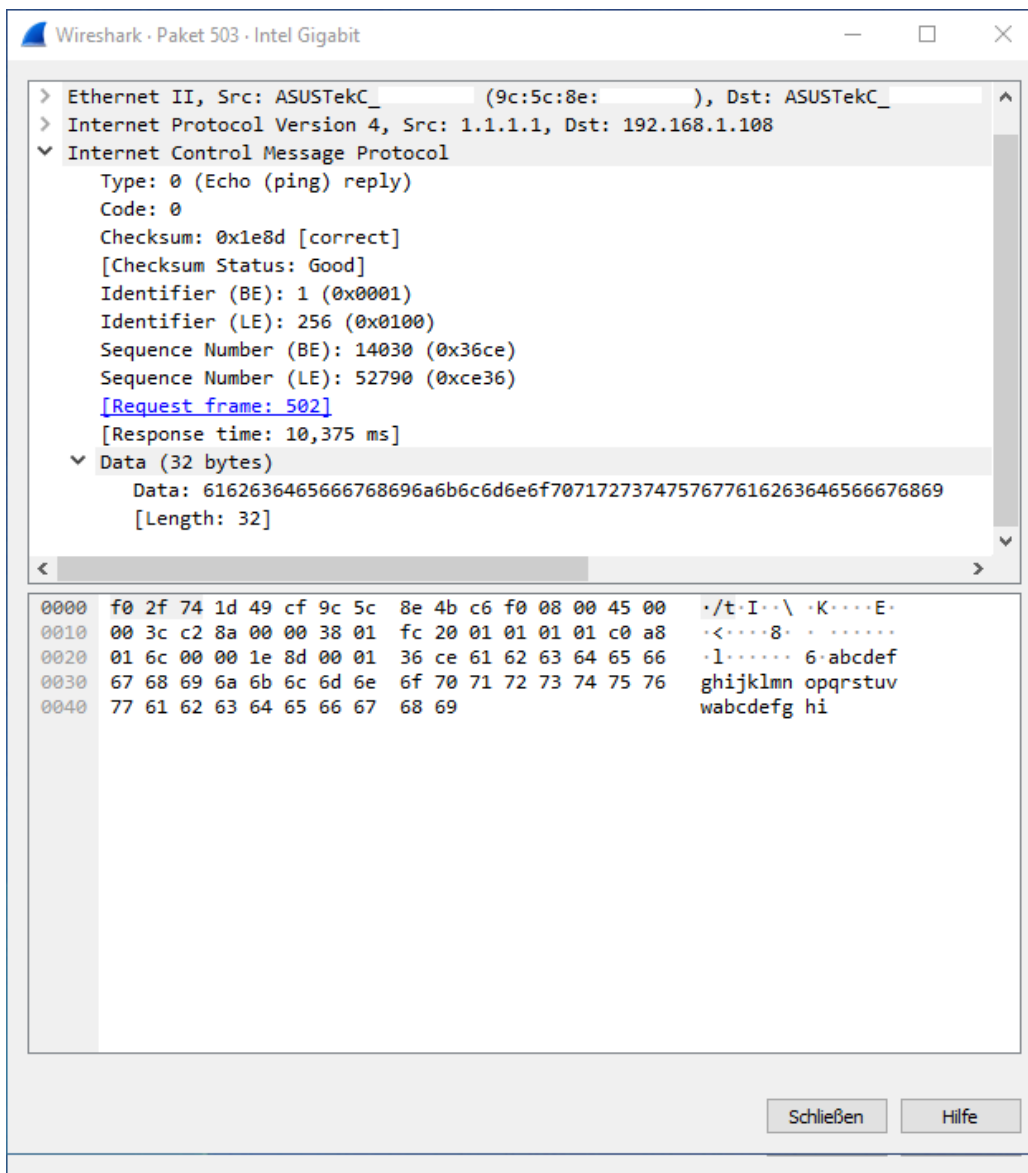 Wireshark · Paket 503 · Intel Gigabit
Ethernet II, Src: ASUSTekC_ (9c:5c:8e: ), Dst: ASUSTekC_
Internet Protocol Version 4, Src: 1.1.1.1, Dst: 192.168.1.108
Internet Control Message Protocol
Type: 0 (Echo (ping) reply)
Code: 0
Checksum: 0x1e8d [correct]
[Checksum Status: Good]
Identifier (BE): 1 (0x0001)
Identifier (LE): 256 (0x0100)
Sequence Number (BE): 14030 (0x36ce)
Sequence Number (LE): 52790 (0xce36)
[Request frame: 502]
[Response time: 10,375 ms]
Data (32 bytes)
Data: 6162636465666768696a6b6c6d6e6f7071727374757677616263646566676869
[Length: 32]
0000 f0 2f 74 1d 49 cf 9c 5c 8e 4b c6 f0 08 00 45 00 ·/t·I··\ ·K····E·
0010 00 3c c2 8a 00 00 38 01 fc 20 01 01 01 01 c0 a8 ·<····8· · ······
0020 01 6c 00 00 1e 8d 00 01 36 ce 61 62 63 64 65 66 ·l······ 6·abcdef
0030 67 68 69 6a 6b 6c 6d 6e 6f 70 71 72 73 74 75 76 ghijklmn opqrstuv
0040 77 61 62 63 64 65 66 67 68 69 wabcdefg hi
Schließen Hilfe